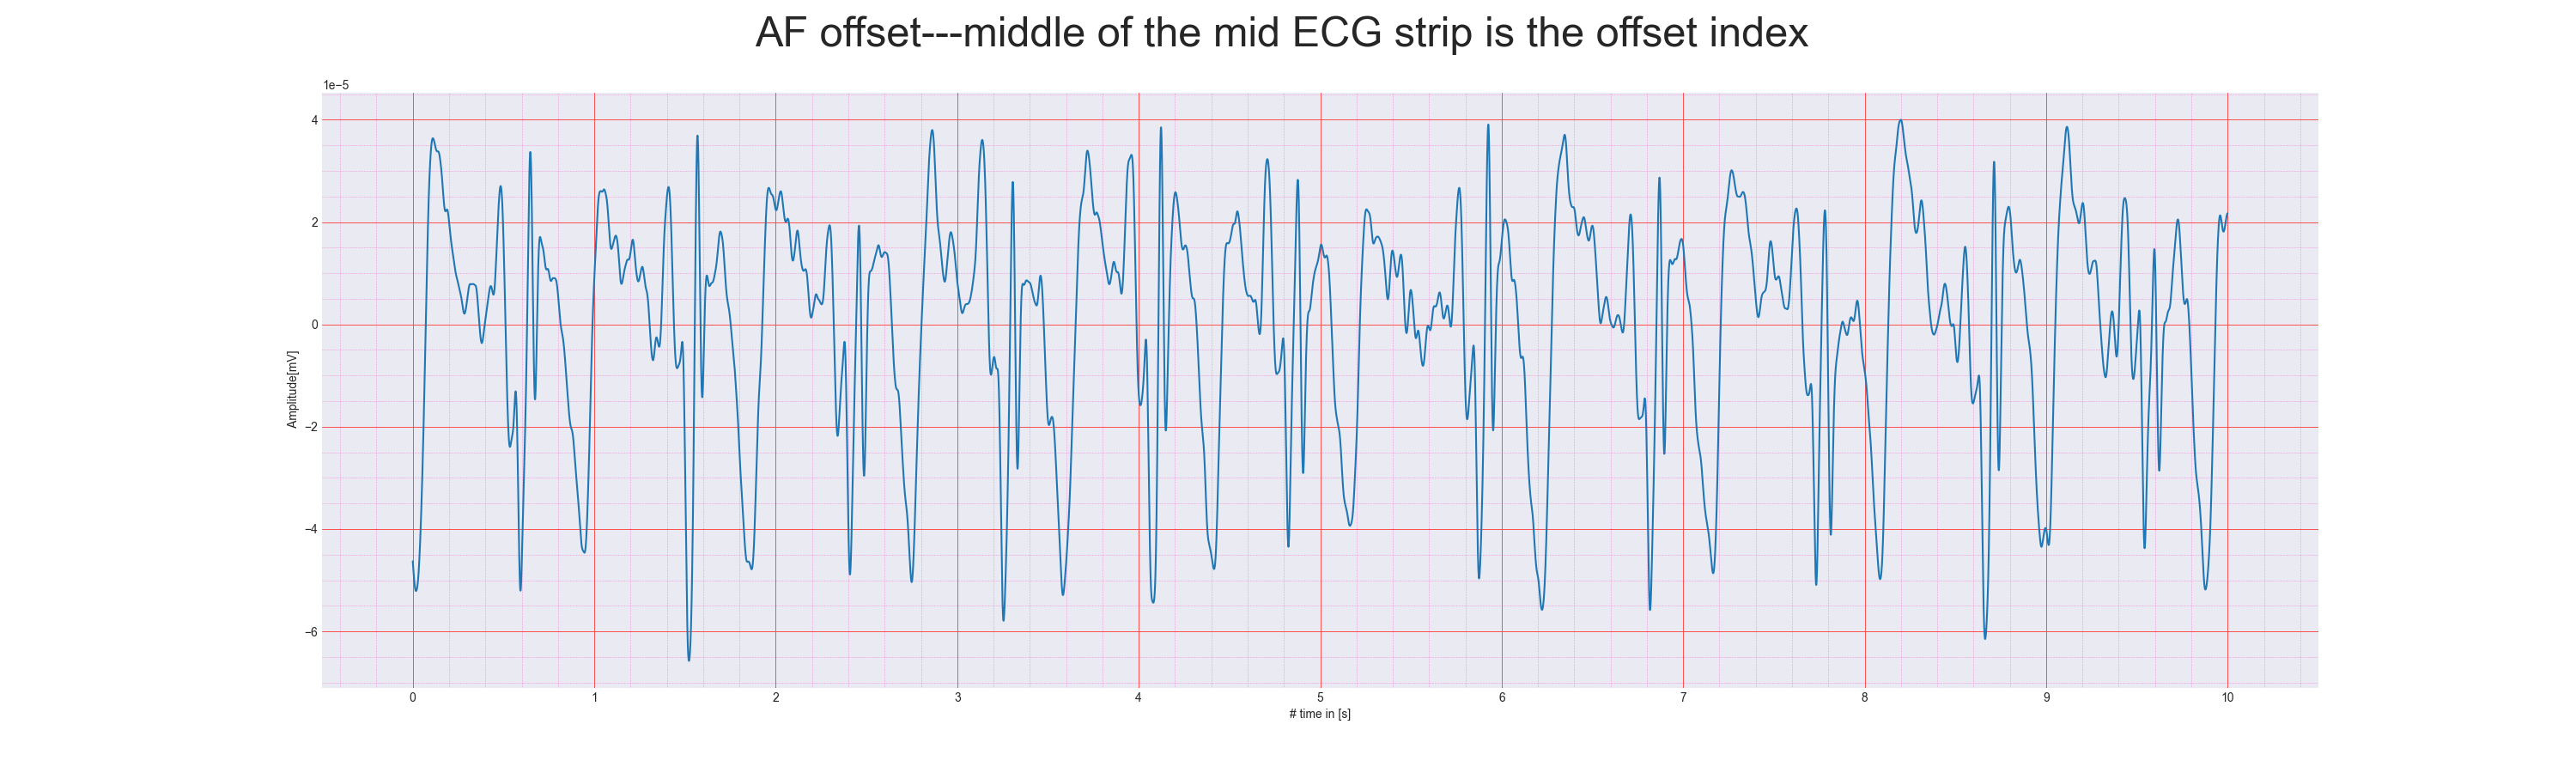 AF offset---middle of the mid ECG strip is the offset index
1e−5
4
2
0
−2
−4
−6
Amplitude[mV]
0 1 2 3 4 5 6 7 8 9 10
# time in [s]